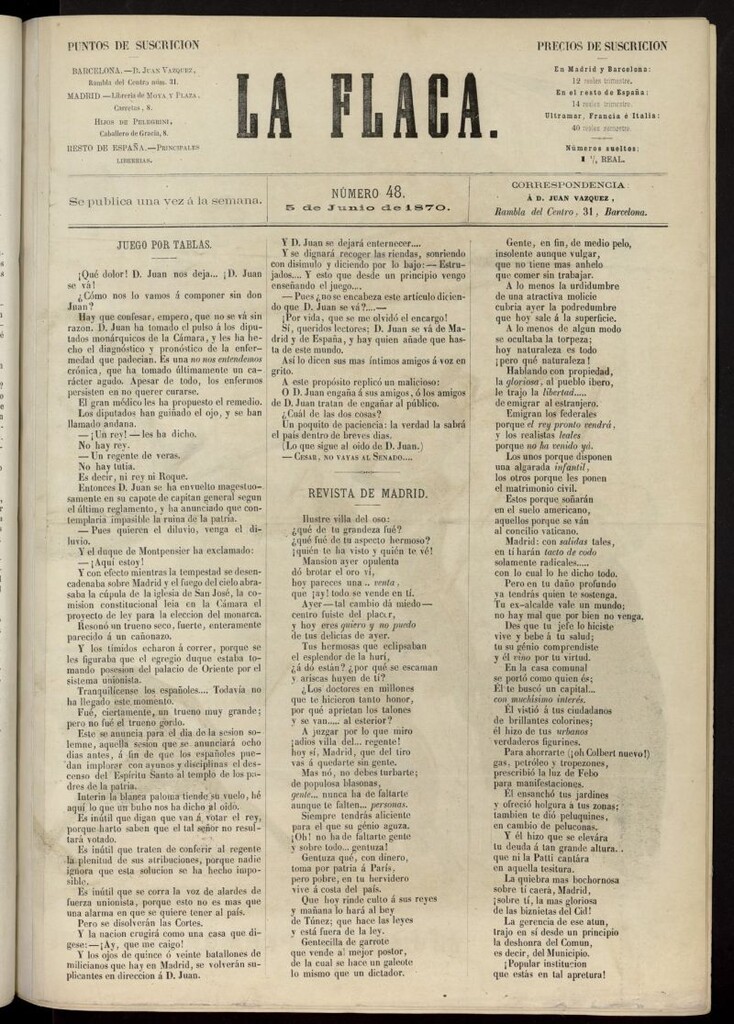 PUNTOS DE SUSCRICION
BARCELONA.—D. JUAN VAZQUEZ,
Rambla del Centro núm. 31.
MADRID—Librería de MOYA Y PLAZA,
Carretas, 8.
HIJOS DE PELEGRINI,
Caballero de Gracia, 8.
RESTO DE ESPAÑA.—PRINCIPALES
LIBRERIAS.
LA FLACA.
PRECIOS DE SUSCRICION
En Madrid y Barcelona:
12 reales trimestre.
En el resto de España:
14 reales trimestre.
Ultramar, Francia é Italia:
40 reales
Números sueltos:
1 ½ REAL.
Se publica una vez á la semana.
NÚMERO 48.
5 de Junio de 1870.
CORRESPONDENCIA
Á D. JUAN VAZQUEZ,
Rambla del Centro, 31, Barcelona.
JUEGO POR TABLAS.
¡Qué dolor! D. Juan nos deja... ¡D. Juan
se vá!
¿Cómo nos lo vamos á componer sin don
Juan?
Hay que confesar, empero, que no se vá sin
razon. D. Juan ha tomado el pulso á los dipu-
tados monárquicos de la Cámara, y les ha he-
cho el diagnóstico y pronóstico de la enfer-
medad que padecian. Es una no nos entendemos
crónica, que ha tomado últimamente un ca-
rácter agudo. Apesar de todo, los enfermos
persisten en no querer curarse.
El gran médico les ha propuesto el remedio.
Los diputados han guiñado el ojo, y se han
llamado andana.
—¡Un rey!—les ha dicho.
No hay rey.
—Un regente de veras.
No hay tutia.
Es decir, ni rey ni Roque.
Entonces D. Juan se ha envuelto magestuo-
samente en su capote de capitan general segun
el último reglamento, y ha anunciado que con-
templaria impasible la ruina de la patria.
—Pues quieren el diluvio, venga el di-
luvio.
Y el duque de Montpensier ha exclamado:
—¡Aquí estoy!
Y con efecto mientras la tempestad se desen-
cadenaba sobre Madrid y el fuego del cielo abra-
saba la cúpula de la iglesia de San José, la co-
mision constitucional leia en la Cámara el
proyecto de ley para la eleccion del monarca.
Resonó un trueno seco, fuerte, enteramente
parecido á un cañonazo.
Y los tímidos echaron á correr, porque se
les figuraba que el egregio duque estaba to-
mando posesion del palacio de Oriente por el
sistema unionista.
Tranquilícense los españoles.... Todavía no
ha llegado este momento.
Fué, ciertamente, un trueno muy grande;
pero no fué el trueno gordo.
Este se anuncia para el dia de la sesion so-
lemne, aquella sesion que se anunciará ocho
dias antes, á fin de que los españoles pue-
dan implorar con ayunos y disciplinas el des-
censo del Espíritu Santo al templo de los pa-
dres de la patria.
Interin la blanca paloma tiende su vuelo, hé
aquí lo que un buho nos ha dicho al oido.
Es inútil que digan que van á votar el rey,
porque harto saben que el tal señor no resul-
tará votado.
Es inútil que traten de conferir al regente
la plenitud de sus atribuciones, porque nadie
ignora que esta solucion se ha hecho impo-
sible.
Es inútil que se corra la voz de alardes de
fuerza unionista, porque esto no es mas que
una alarma en que se quiere tener al país.
Pero se disolverán las Cortes.
Y la nacion crugirá como una casa que di-
gese:—¡Ay, que me caigo!
Y los ojos de quince ó veinte batallones de
milicianos que hay en Madrid, se volverán su-
plicantes en direccion á D. Juan.
Y D. Juan se dejará enternecer....
Y se dignará recoger las riendas, sonriendo
con disimulo y diciendo por lo bajo:—Estru-
jados.... Y esto que desde un principio vengo
enseñando el juego....
—Pues ¿no se encabeza este artículo dicien-
do que D. Juan se vá?....—
¡Por vida, que se me olvidó el encargo!
Sí, queridos lectores; D. Juan se vá de Ma-
drid y de España, y hay quien añade que has-
ta de este mundo.
Así lo dicen sus mas íntimos amigos á voz en
grito.
A este propósito replicó un malicioso:
O D. Juan engaña á sus amigos, ó los amigos
de D. Juan tratan de engañar al público.
¿Cuál de las dos cosas?
Un poquito de paciencia: la verdad la sabrá
el país dentro de breves dias.
(Lo que sigue al oido de D. Juan.)
—CESAR, NO VAYAS AL SENADO....
REVISTA DE MADRID.
Ilustre villa del oso:
¿qué de tu grandeza fué?
¿qué fué de tu aspecto hermoso?
¡quién te ha visto y quién te vé!
Mansion ayer opulenta
dó brotar el oro ví,
hoy pareces una... venta,
que ¡ay! todo se vende en tí.
Ayer—tal cambio dá miedo—
centro fuiste del placer,
y hoy eres quiero y no puedo
de tus delicias de ayer.
Tus hermosas que eclipsaban
el esplendor de la hurí,
¿á dó están? ¿por qué se escaman
y ariscas huyen de tí?
¿Los doctores en millones
que te hicieron tanto honor,
por qué aprietan los talones
y se van..... al esterior?
A juzgar por lo que miro
¡adios villa del... regente!
hoy sí, Madrid, que del tiro
vas á quedarte sin gente.
Mas nó, no debes turbarte;
de populosa blasonas,
gente... nunca ha de faltarte
aunque te falten... personas.
Siempre tendrás aliciente
para el que su génio aguza.
¡Oh! no ha de faltarte gente
y sobre todo... gentuza!
Gentuza qué, con dinero,
toma por patria á París,
pero pobre, en tu hervidero
vive á costa del país.
Que hoy rinde culto á sus reyes
y mañana lo hará al bey
de Túnez; que hace las leyes
y está fuera de la ley.
Gentecilla de garrote
que vende al mejor postor,
de la cual se hace un galeote
lo mismo que un dictador.
Gente, en fin, de medio pelo,
insolente aunque vulgar,
que no tiene mas anhelo
que comer sin trabajar.
A lo menos la urdidumbre
de una atractiva molicie
cubria ayer la podredumbre
que hoy sale á la superficie.
A lo menos de algun modo
se ocultaba la torpeza;
hoy naturaleza es todo
¡pero qué naturaleza!
Hablando con propiedad,
la gloriosa, al pueblo ibero,
le trajo la libertad.....
de emigrar al estranjero.
Emigran los federales
porque el rey pronto vendrá,
y los realistas leales
porque no ha venido yá.
Los unos porque disponen
una algarada infantil,
los otros porque les ponen
el matrimonio civil.
Estos porque soñarán
en el suelo americano,
aquellos porque se ván
al concilio vaticano.
Madrid: con salidas tales,
en tí harán tacto de codo
solamente radicales.....
con lo cual lo he dicho todo.
Pero en tu daño profundo
ya tendrás quien te sostenga.
Tu ex-alcalde vale un mundo;
no hay mal que por bien no venga.
Des que tu jefe lo hiciste
vive y bebe á tu salud;
tu su génio comprendiste
y él vino por tu virtud.
En la casa comunal
se portó como quien és;
Él te buscó un capital...
con muchísimo interés.
Él vistió á tus ciudadanos
de brillantes colorines;
él hizo de tus urbanos
verdaderos figurines.
Para ahorrarte (¡oh Colbert nuevo!)
gas, petróleo y tropezones,
prescribió la luz de Febo
para manifestaciones.
Él ensanchó tus jardines
y ofreció holgura á tus zonas;
tambien te dió peluquines,
en cambio de peluconas.
Y él hizo que se elevára
tu deuda á tan grande altura..
que ni la Patti cantára
en aquella tesitura.
La quiebra mas bochornosa
sobre tí caerà, Madrid,
¡sobre tí, la mas gloriosa
de las biznietas del Cid!
La gerencia de ese atun,
trajo en sí desde un principio
la deshonra del Comun,
es decir, del Municipio.
¡Popular institucion
que estás en tal apretura!